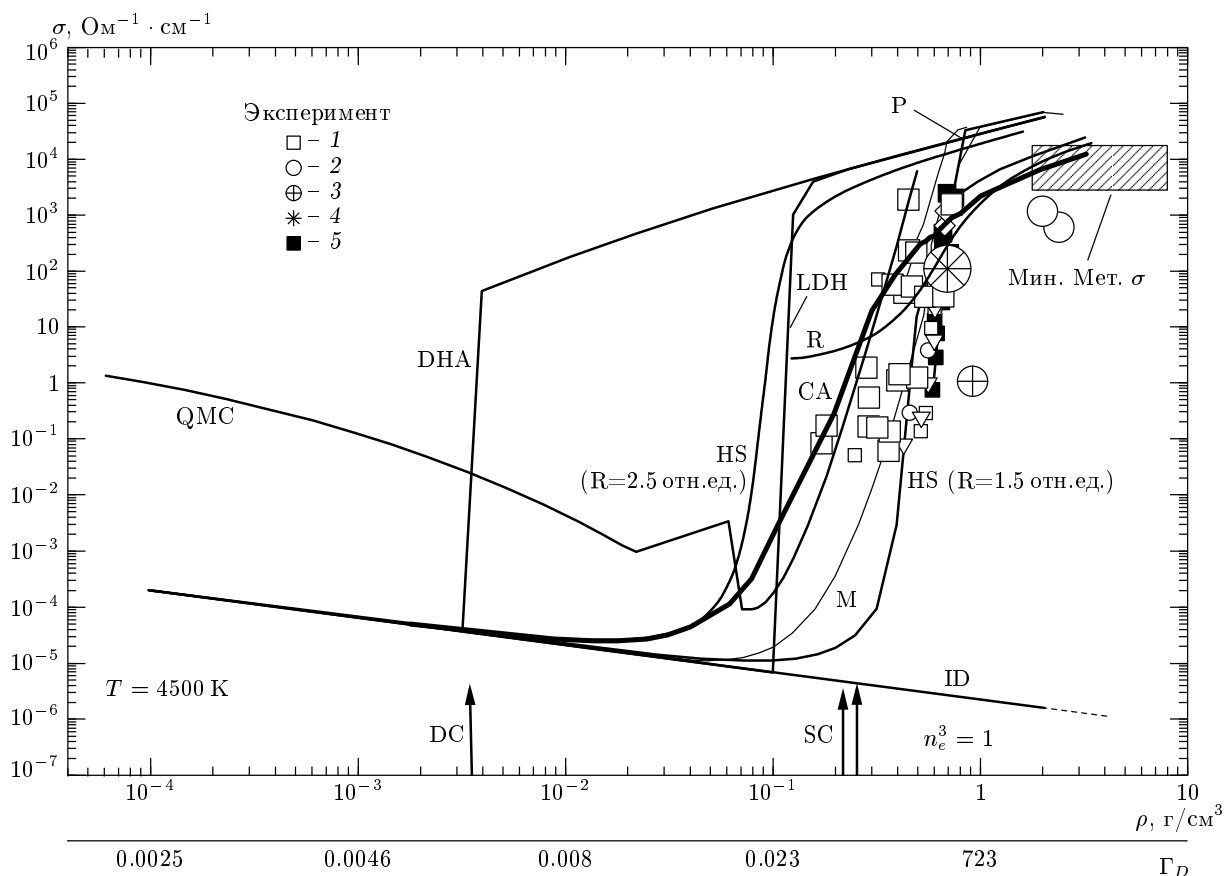 σ, Ом⁻¹ · см⁻¹
10⁶
10⁵
10⁴
10³
10²
10
1
10⁻¹
10⁻²
10⁻³
10⁻⁴
10⁻⁵
10⁻⁶
10⁻⁷
Эксперимент
– 1
– 2
– 3
– 4
– 5
P
Мин. Мет. σ
LDH
R
DHA
CA
QMC
HS
(R=2.5 отн.ед.)
HS (R=1.5 отн.ед.)
M
ID
T = 4500 K
DC
SC
nₑ³ = 1
10⁻⁴ 10⁻³ 10⁻² 10⁻¹ 1 10
ρ, г/см³
0.0025 0.0046 0.008 0.023 723
Γ_D